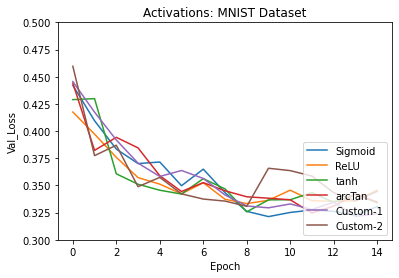 Activations: MNIST Dataset
Val_Loss
0.500
0.475
0.450
0.425
0.400
0.375
0.350
0.325
0.300
Sigmoid
ReLU
tanh
arcTan
Custom-1
Custom-2
0 2 4 6 8 10 12 14
Epoch